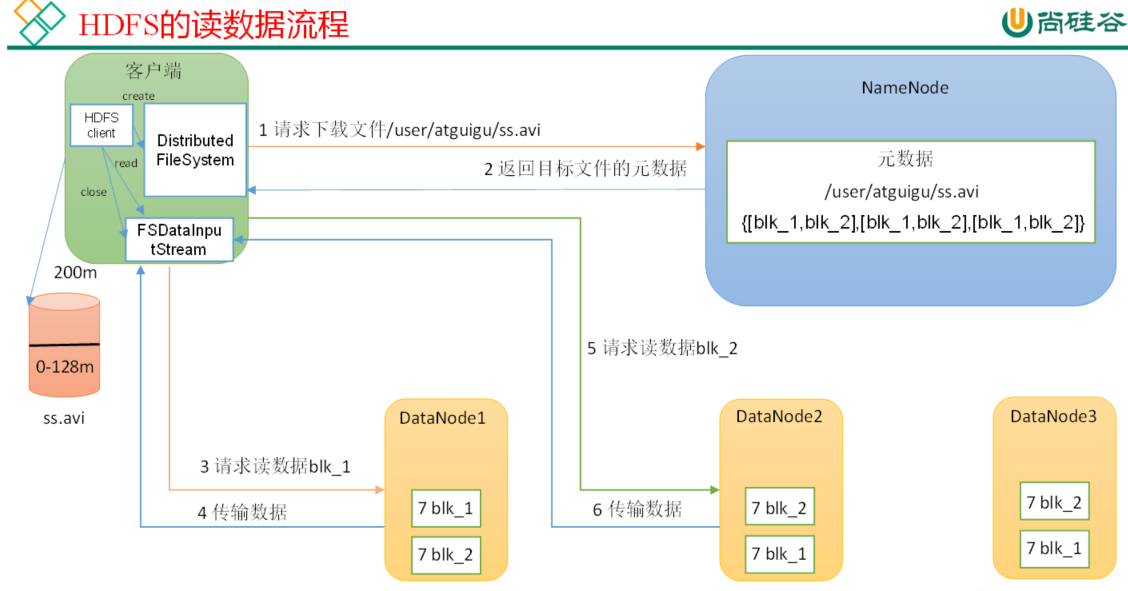 HDFS的读数据流程
尚硅谷
客户端
create
HDFS
client
Distributed
FileSystem
read
close
FSDataInpu
tStream
1 请求下载文件/user/atguigu/ss.avi
2 返回目标文件的元数据
NameNode
元数据
/user/atguigu/ss.avi
{[blk_1,blk_2],[blk_1,blk_2],[blk_1,blk_2]}
200m
0-128m
ss.avi
5 请求读数据blk_2
3 请求读数据blk_1
4 传输数据
6 传输数据
DataNode1
7 blk_1
7 blk_2
DataNode2
7 blk_2
7 blk_1
DataNode3
7 blk_2
7 blk_1